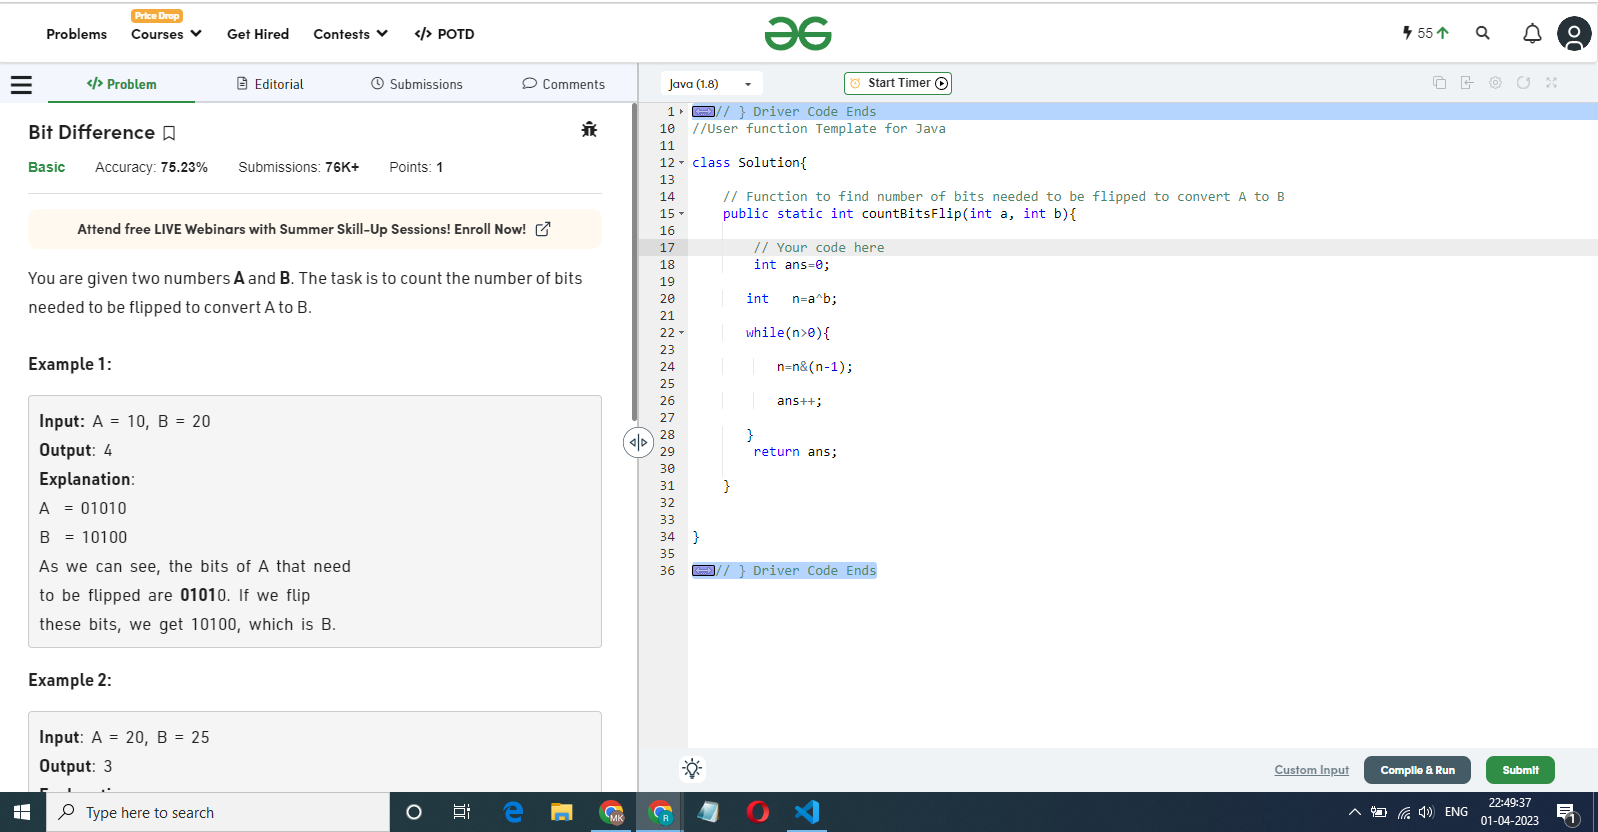 Problems
Price Drop
Courses
Get Hired
Contests
</> POTD
55
</> Problem
Editorial
Submissions
Comments
Java (1.8)
Start Timer
Bit Difference
Basic Accuracy: 75.23% Submissions: 76K+ Points: 1
Attend free LIVE Webinars with Summer Skill-Up Sessions! Enroll Now!
You are given two numbers A and B. The task is to count the number of bits
needed to be flipped to convert A to B.
Example 1:
Input: A = 10, B = 20
Output: 4
Explanation:
A = 01010
B = 10100
As we can see, the bits of A that need
to be flipped are 01010. If we flip
these bits, we get 10100, which is B.
Example 2:
Input: A = 20, B = 25
Output: 3
1 // } Driver Code Ends
10 //User function Template for Java
11
12 class Solution{
13
14 // Function to find number of bits needed to be flipped to convert A to B
15 public static int countBitsFlip(int a, int b){
16
17 // Your code here
18 int ans=0;
19
20 int n=a^b;
21
22 while(n>0){
23
24 n=n&(n-1);
25
26 ans++;
27
28 }
29 return ans;
30
31 }
32
33
34 }
35
36 // } Driver Code Ends
Custom Input
Compile & Run
Submit
Type here to search
MK
R
ENG
22:49:37
01-04-2023
1